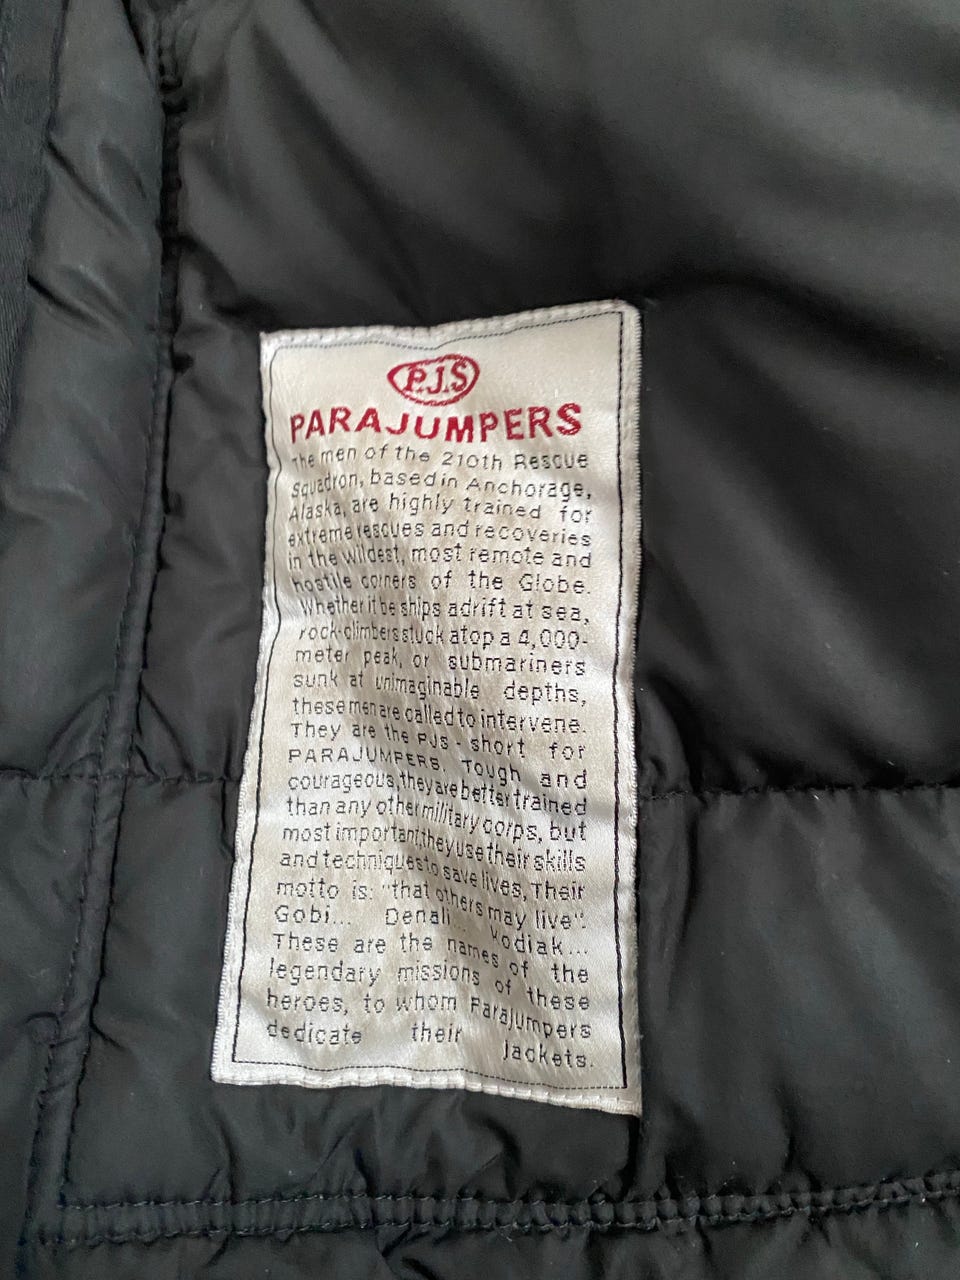 P.J.S
PARAJUMPERS
The men of the 210th Rescue
Squadron, based in Anchorage,
Alaska, are highly trained for
extreme rescues and recoveries
in the wildest, most remote and
hostile corners of the Globe.
Whether it be ships adrift at sea,
rock-climbers stuck atop a 4,000-
meter peak, or submariners
sunk at unimaginable depths,
these men are called to intervene.
They are the PJs - short for
PARAJUMPERS. Tough and
courageous, they are better trained
than any other military corps, but
most important they use their skills
and techniques to save lives, Their
motto is: "that others may live".
Gobi... Denali... Kodiak...
These are the names of the
legendary missions of these
heroes, to whom Parajumpers
dedicate their Jackets.